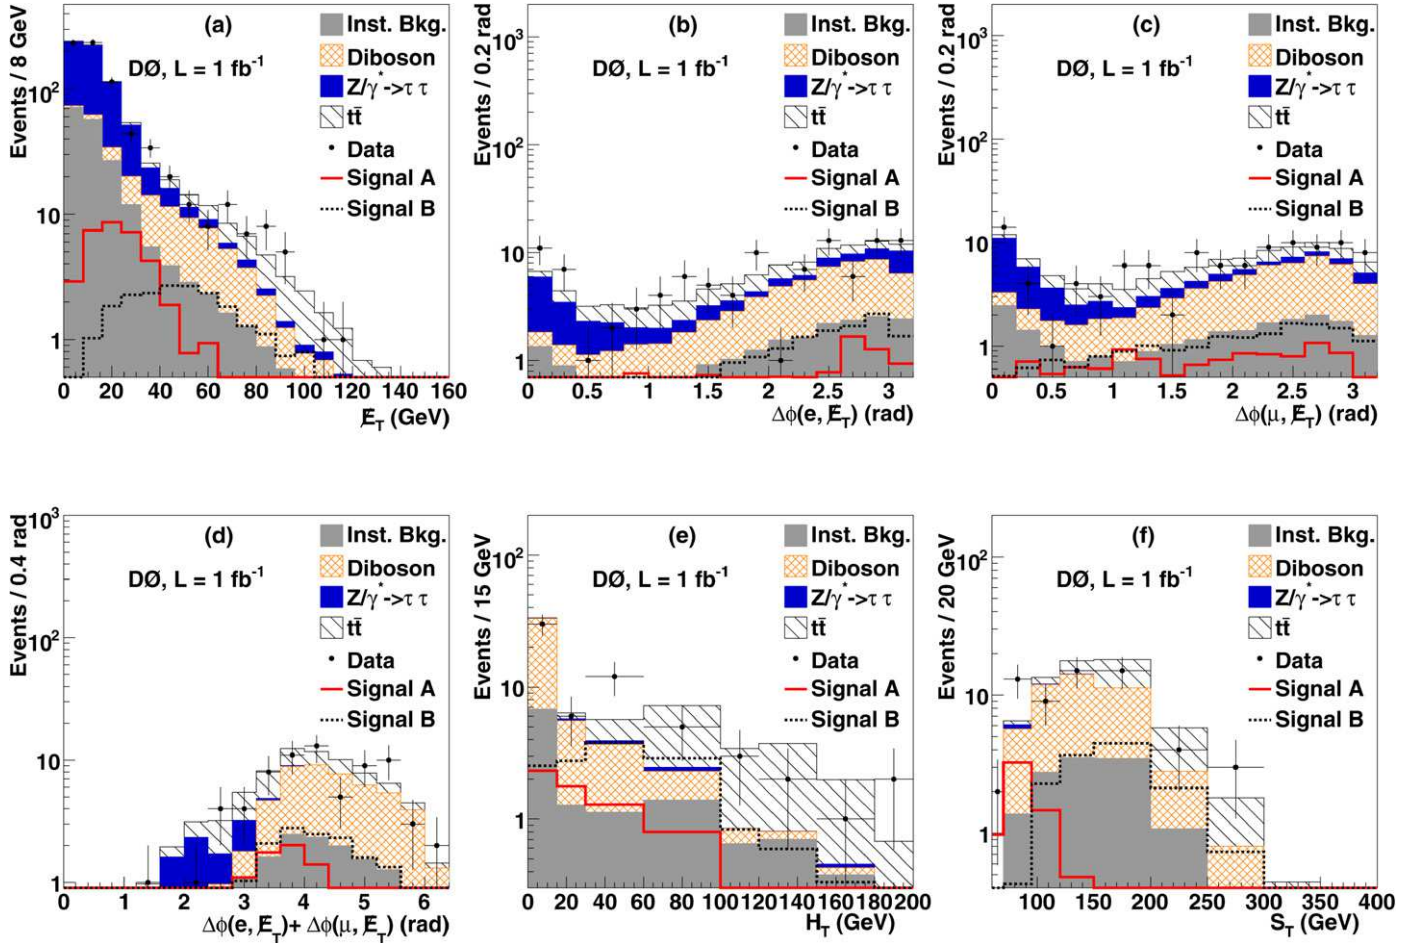 (a)
Events / 8 GeV
DØ, L = 1 fb⁻¹
Inst. Bkg.
Diboson
Z/γ* ->τ τ
tt̄
Data
Signal A
Signal B
10²
10
1
0 20 40 60 80 100 120 140 160
E̸_T (GeV)
(b)
Events / 0.2 rad
DØ, L = 1 fb⁻¹
Inst. Bkg.
Diboson
Z/γ* ->τ τ
tt̄
Data
Signal A
Signal B
10³
10²
10
1
0 0.5 1 1.5 2 2.5 3
Δϕ(e, E̸_T) (rad)
(c)
Events / 0.2 rad
DØ, L = 1 fb⁻¹
Inst. Bkg.
Diboson
Z/γ* ->τ τ
tt̄
Data
Signal A
Signal B
10³
10²
10
1
0 0.5 1 1.5 2 2.5 3
Δϕ(μ, E̸_T) (rad)
(d)
Events / 0.4 rad
DØ, L = 1 fb⁻¹
Inst. Bkg.
Diboson
Z/γ* ->τ τ
tt̄
Data
Signal A
Signal B
10³
10²
10
1
0 1 2 3 4 5 6
Δϕ(e, E̸_T)+ Δϕ(μ, E̸_T) (rad)
(e)
Events / 15 GeV
DØ, L = 1 fb⁻¹
Inst. Bkg.
Diboson
Z/γ* ->τ τ
tt̄
Data
Signal A
Signal B
10²
10
1
0 20 40 60 80 100 120 140 160 180 200
H_T (GeV)
(f)
Events / 20 GeV
DØ, L = 1 fb⁻¹
Inst. Bkg.
Diboson
Z/γ* ->τ τ
tt̄
Data
Signal A
Signal B
10²
10
1
100 150 200 250 300 350 400
S_T (GeV)